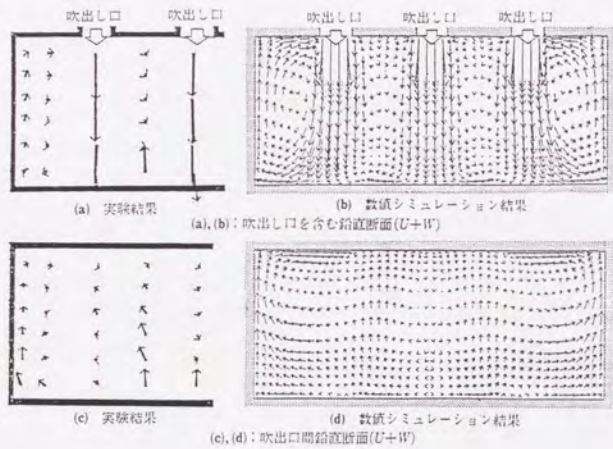 吹出し口 吹出し口 吹出し口 吹出し口 吹出し口
(a) 実験結果
(b) 数値シミュレーション結果
(a),(b):吹出し口を含む鉛直断面(U+W)
(c) 実験結果
(d) 数値シミュレーション結果
(c),(d):吹出口間鉛直断面(U+W)